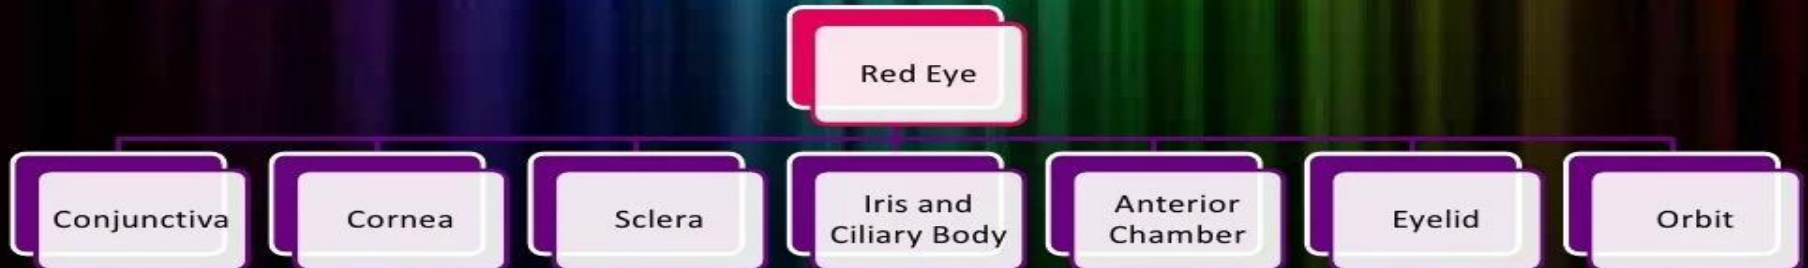 Red Eye
Conjunctiva
Cornea
Sclera
Iris and
Ciliary Body
Anterior
Chamber
Eyelid
Orbit